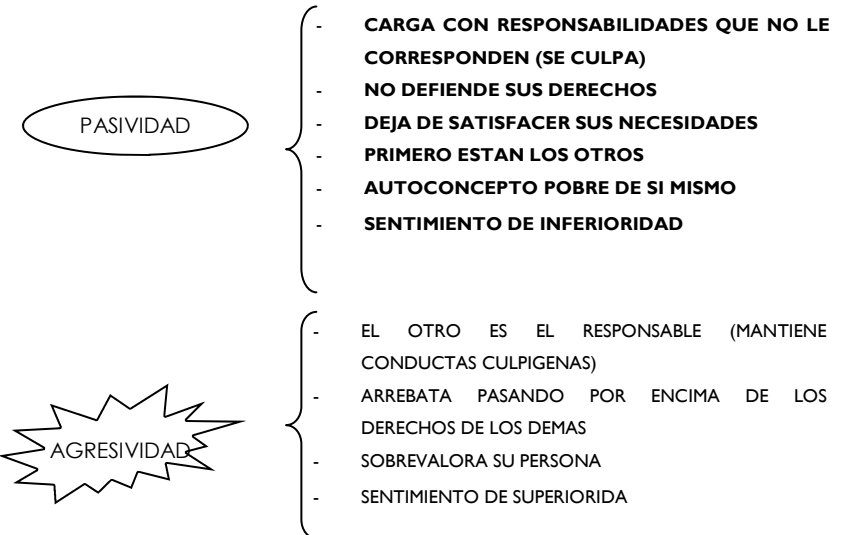 - CARGA CON RESPONSABILIDADES QUE NO LE
CORRESPONDEN (SE CULPA)
- NO DEFIENDE SUS DERECHOS
PASIVIDAD
- DEJA DE SATISFACER SUS NECESIDADES
- PRIMERO ESTAN LOS OTROS
- AUTOCONCEPTO POBRE DE SI MISMO
- SENTIMIENTO DE INFERIORIDAD
- EL OTRO ES EL RESPONSABLE (MANTIENE
CONDUCTAS CULPIGENAS)
- ARREBATA PASANDO POR ENCIMA DE LOS
DERECHOS DE LOS DEMAS
AGRESIVIDAD
- SOBREVALORA SU PERSONA
- SENTIMIENTO DE SUPERIORIDA